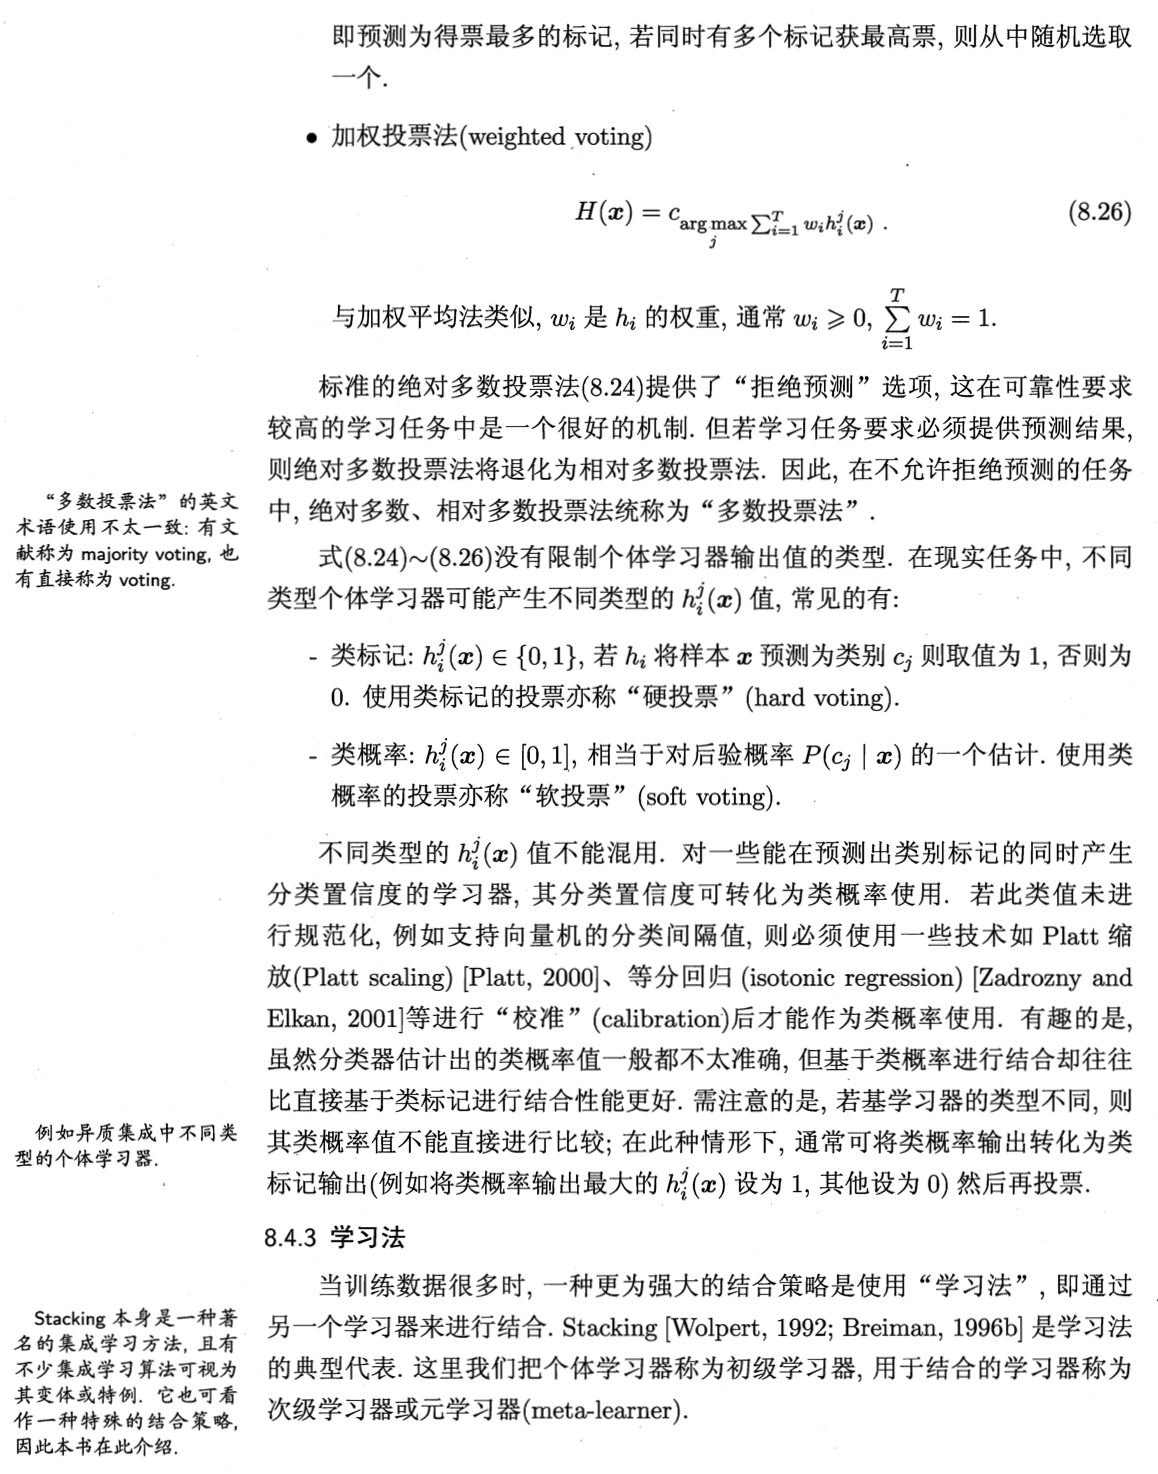 即预测为得票最多的标记, 若同时有多个标记获最高票, 则从中随机选取
一个.
• 加权投票法(weighted voting)
H(x) = c_{arg max_j ∑_{i=1}^{T} w_i h_i^j(x)} . (8.26)
与加权平均法类似, w_i 是 h_i 的权重, 通常 w_i ⩾ 0, ∑_{i=1}^{T} w_i = 1.
标准的绝对多数投票法(8.24)提供了“拒绝预测”选项, 这在可靠性要求
较高的学习任务中是一个很好的机制. 但若学习任务要求必须提供预测结果,
则绝对多数投票法将退化为相对多数投票法. 因此, 在不允许拒绝预测的任务
中, 绝对多数、相对多数投票法统称为“多数投票法”.
“多数投票法”的英文
术语使用不太一致: 有文
献称为 majority voting, 也
有直接称为 voting.
式(8.24)~(8.26)没有限制个体学习器输出值的类型. 在现实任务中, 不同
类型个体学习器可能产生不同类型的 h_i^j(x) 值, 常见的有:
- 类标记: h_i^j(x) ∈ {0, 1}, 若 h_i 将样本 x 预测为类别 c_j 则取值为 1, 否则为
0. 使用类标记的投票亦称“硬投票”(hard voting).
- 类概率: h_i^j(x) ∈ [0, 1], 相当于对后验概率 P(c_j | x) 的一个估计. 使用类
概率的投票亦称“软投票”(soft voting).
不同类型的 h_i^j(x) 值不能混用. 对一些能在预测出类别标记的同时产生
分类置信度的学习器, 其分类置信度可转化为类概率使用. 若此类值未进
行规范化, 例如支持向量机的分类间隔值, 则必须使用一些技术如 Platt 缩
放(Platt scaling) [Platt, 2000]、等分回归 (isotonic regression) [Zadrozny and
Elkan, 2001]等进行“校准”(calibration)后才能作为类概率使用. 有趣的是,
虽然分类器估计出的类概率值一般都不太准确, 但基于类概率进行结合却往往
比直接基于类标记进行结合性能更好. 需注意的是, 若基学习器的类型不同, 则
其类概率值不能直接进行比较; 在此种情形下, 通常可将类概率输出转化为类
标记输出(例如将类概率输出最大的 h_i^j(x) 设为 1, 其他设为 0) 然后再投票.
例如异质集成中不同类
型的个体学习器.
8.4.3 学习法
当训练数据很多时, 一种更为强大的结合策略是使用“学习法”, 即通过
另一个学习器来进行结合. Stacking [Wolpert, 1992; Breiman, 1996b] 是学习法
的典型代表. 这里我们把个体学习器称为初级学习器, 用于结合的学习器称为
次级学习器或元学习器(meta-learner).
Stacking 本身是一种著
名的集成学习方法, 且有
不少集成学习算法可视为
其变体或特例. 它也可看
作一种特殊的结合策略,
因此本书在此介绍.